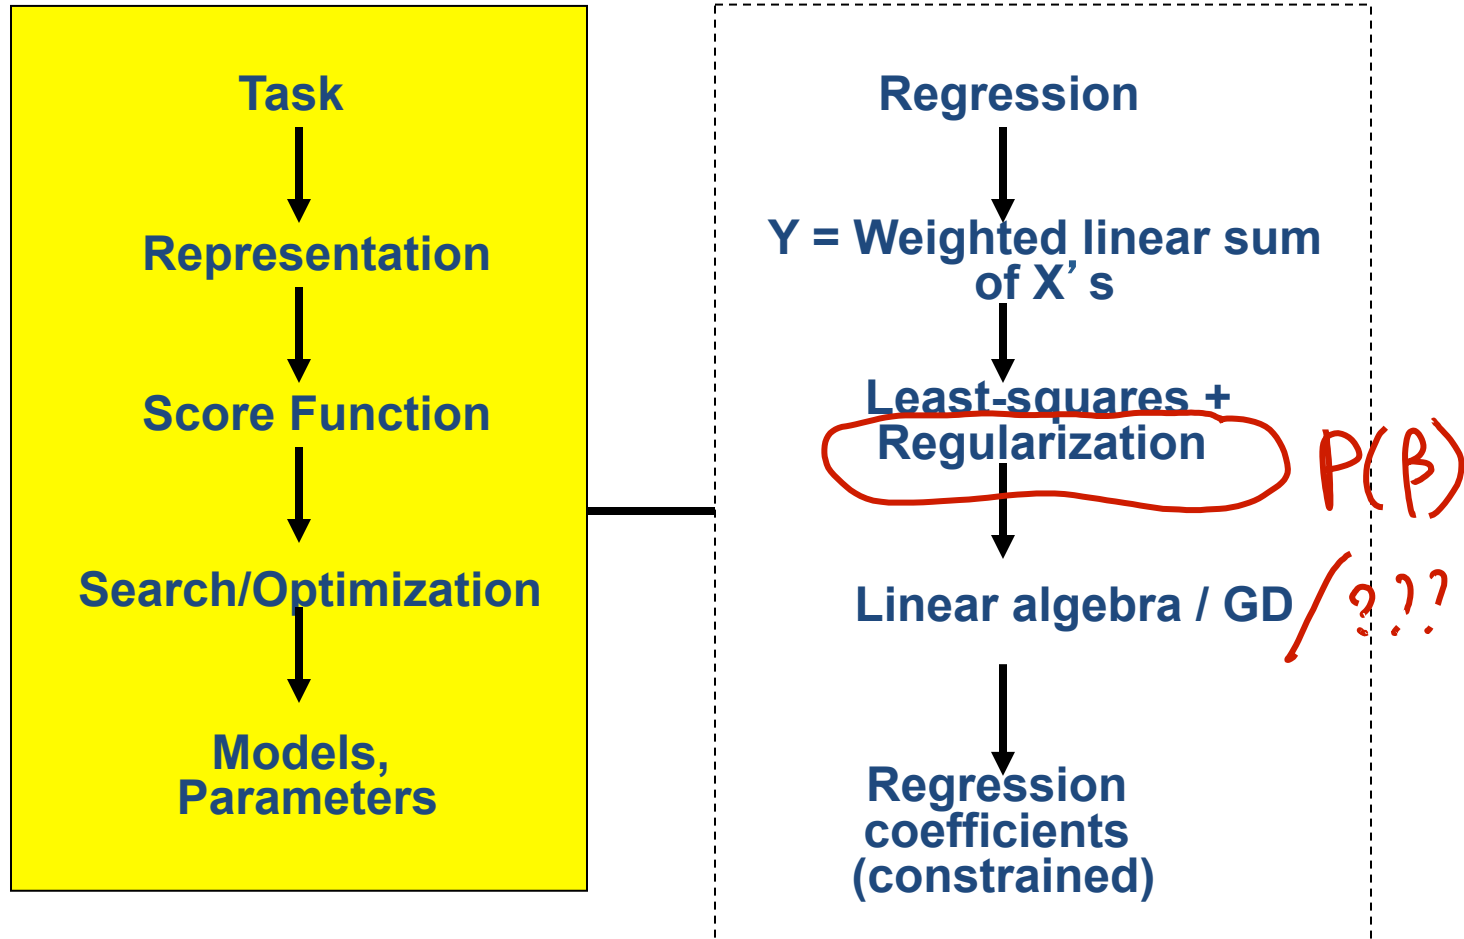 Task
Representation
Score Function
Search/Optimization
Models,
Parameters
Regression
Y = Weighted linear sum
of X’ s
Least-squares +
Regularization
P(β)
Linear algebra / GD / ???
Regression
coefficients
(constrained)